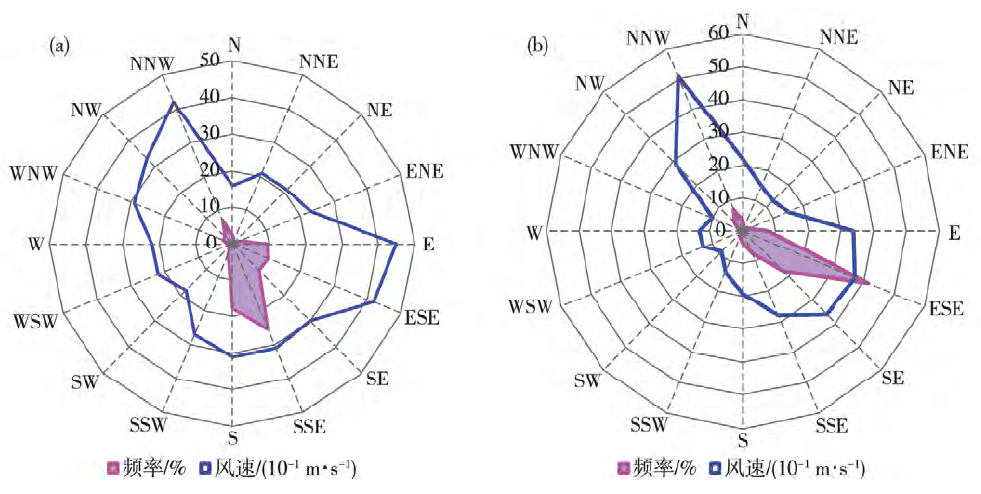 (a)
N
NNE
NE
ENE
E
ESE
SE
SSE
S
SSW
SW
WSW
W
WNW
NW
NNW
50
40
30
20
10
0
频率/% 风速/(10⁻¹ m·s⁻¹)
(b)
N
NNE
NE
ENE
E
ESE
SE
SSE
S
SSW
SW
WSW
W
WNW
NW
NNW
60
50
40
30
20
10
0
频率/% 风速/(10⁻¹ m·s⁻¹)